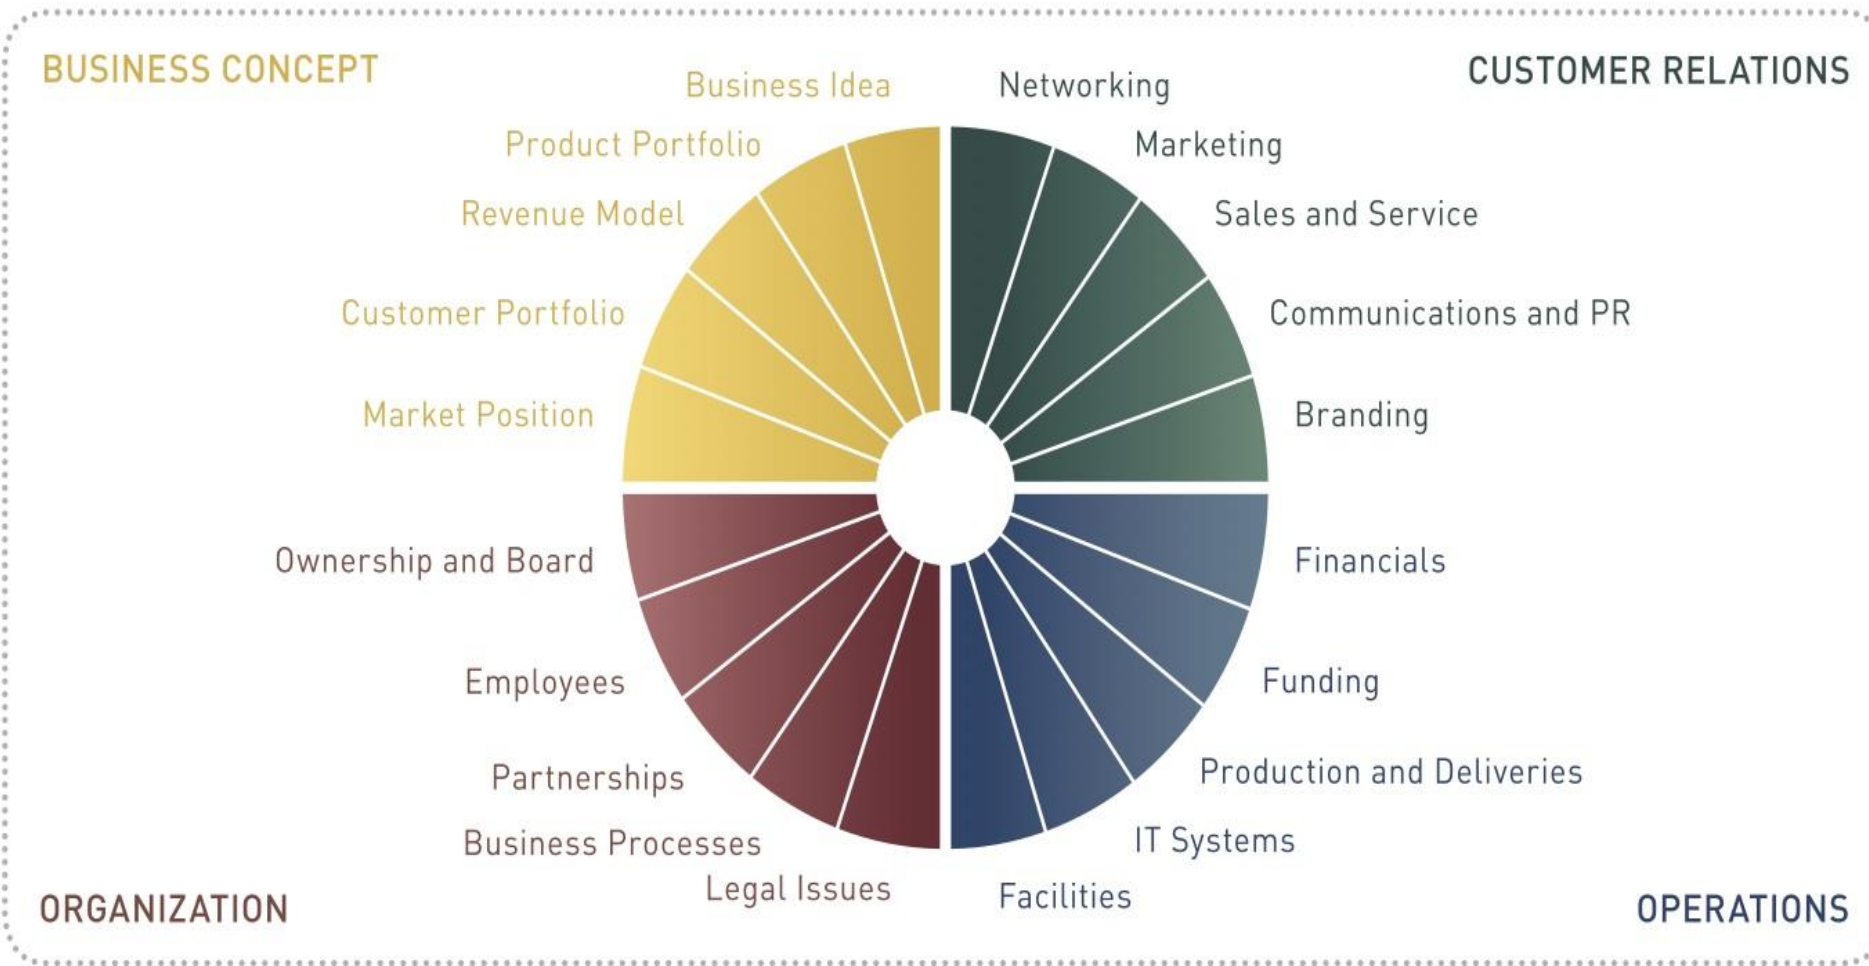 BUSINESS CONCEPT
Business Idea
Product Portfolio
Revenue Model
Customer Portfolio
Market Position
CUSTOMER RELATIONS
Networking
Marketing
Sales and Service
Communications and PR
Branding
Ownership and Board
Employees
Partnerships
Business Processes
Legal Issues
ORGANIZATION
Financials
Funding
Production and Deliveries
IT Systems
Facilities
OPERATIONS